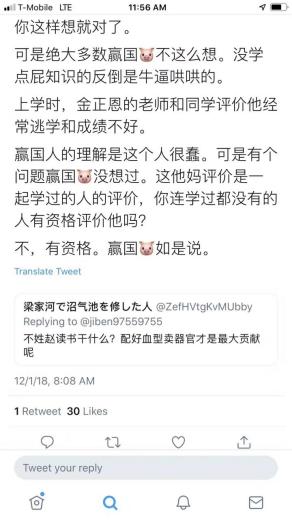 T-Mobile LTE
11:56 AM
你这样想就对了。
可是绝大多数赢国🐷不这么想。没学
点屁知识的反倒是牛逼哄哄的。
上学时，金正恩的老师和同学评价他经
常逃学和成绩不好。
赢国人的理解是这个人很蠢。可是有个
问题赢国🐷没想过。这他妈评价是一
起学过的人的评价，你连学过都没有的
人有资格评价他吗？
不，有资格。赢国🐷如是说。
Translate Tweet
梁家河で沼气池を修した人 @ZefHVtgKvMUbby
Replying to @jiben97559755
不姓赵读书干什么？配好血型卖器官才是最大贡献
呢
12/1/18, 8:08 AM
1 Retweet 30 Likes
Tweet your reply